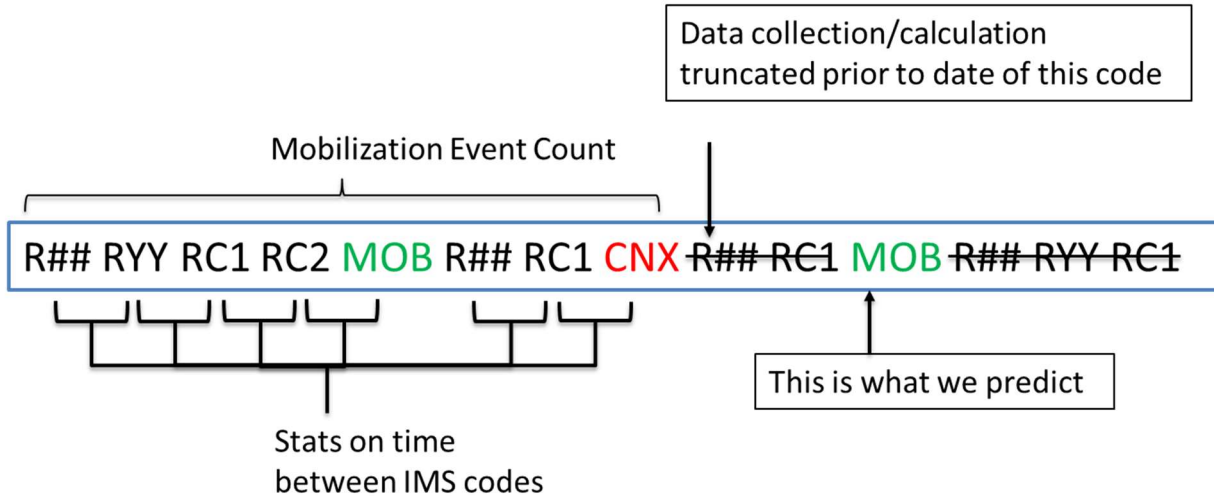 Data collection/calculation
truncated prior to date of this code
Mobilization Event Count
R## RYY RC1 RC2 MOB R## RC1 CNX R## RC1 MOB R## RYY RC1
This is what we predict
Stats on time
between IMS codes